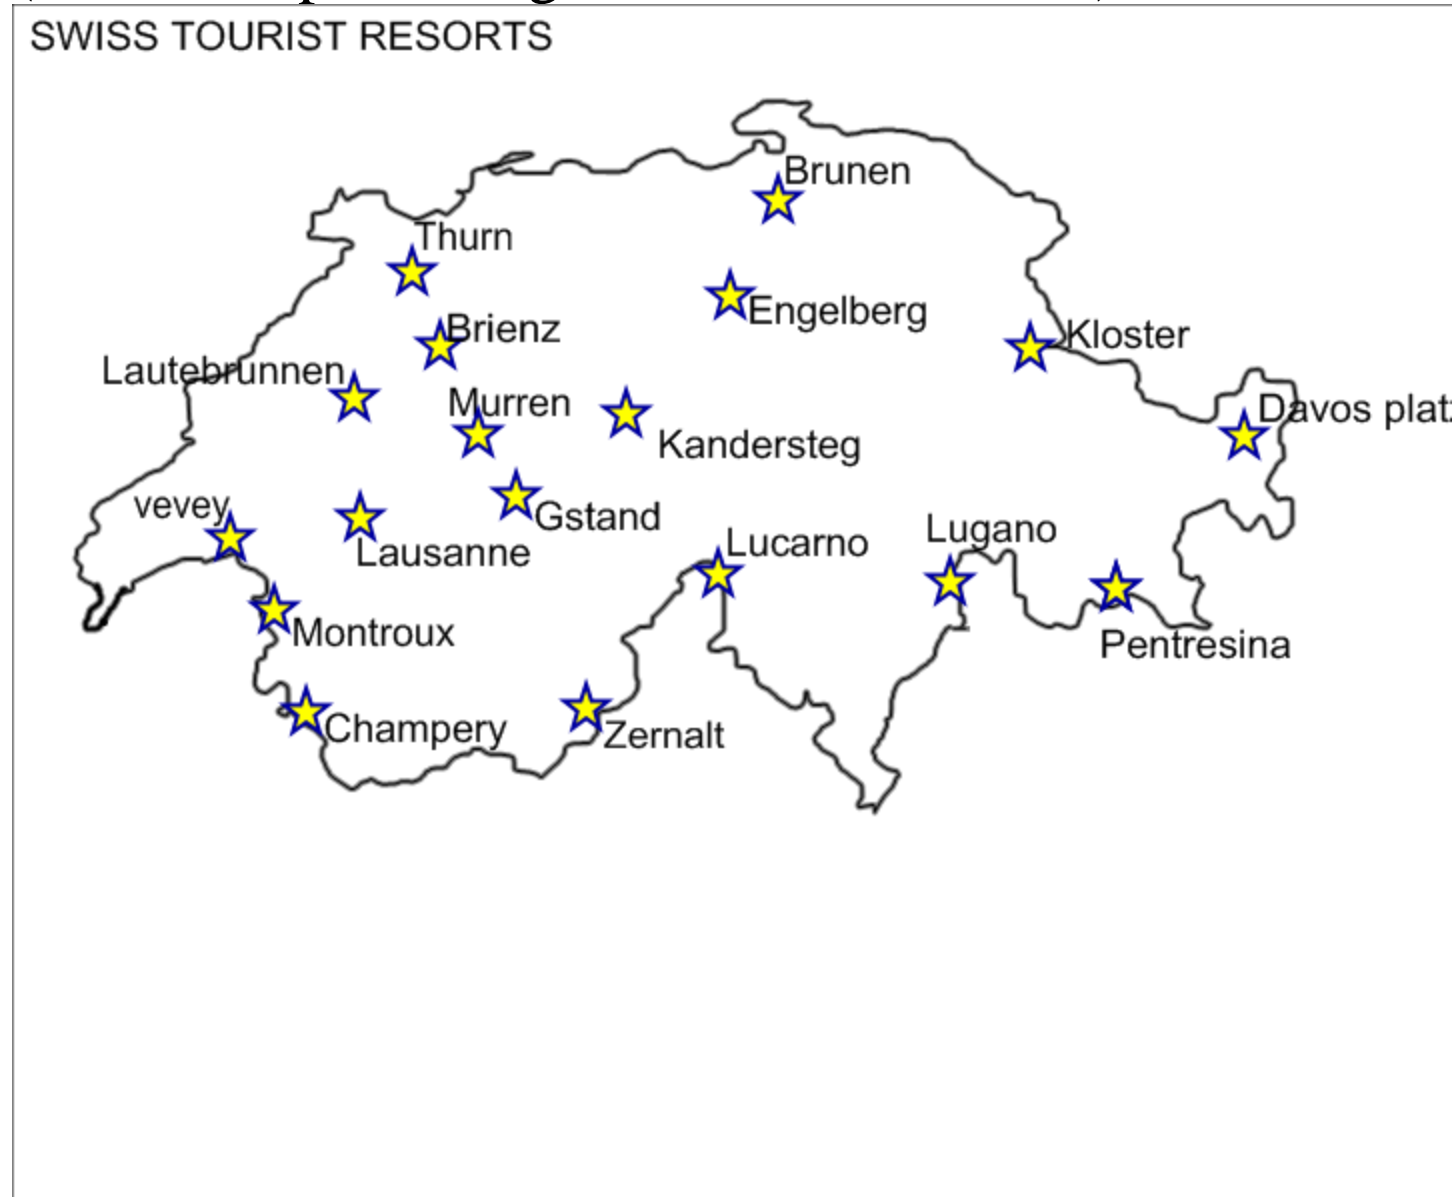 SWISS TOURIST RESORTS
Brunen
Thurn
Engelberg
Brienz
Kloster
Lautebrunnen
Murren
Davos plat
Kandersteg
vevey
Gstand
Lugano
Lucarno
Lausanne
Montroux
Pentresina
Champery
Zernalt